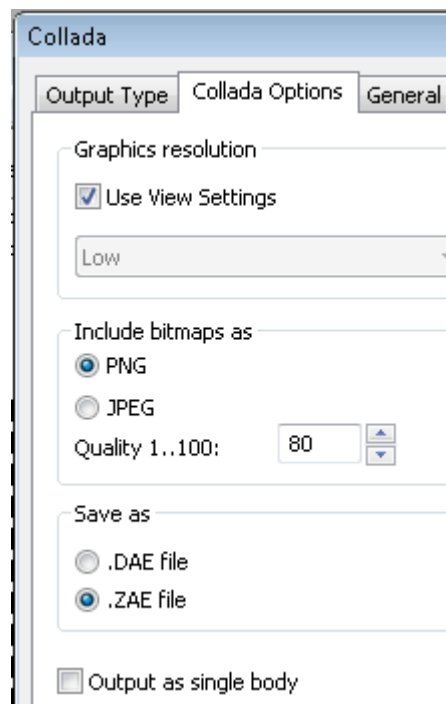 Collada
Output Type Collada Options General
Graphics resolution
Use View Settings
Low
Include bitmaps as
PNG
JPEG
Quality 1..100: 80
Save as
.DAE file
.ZAE file
Output as single body